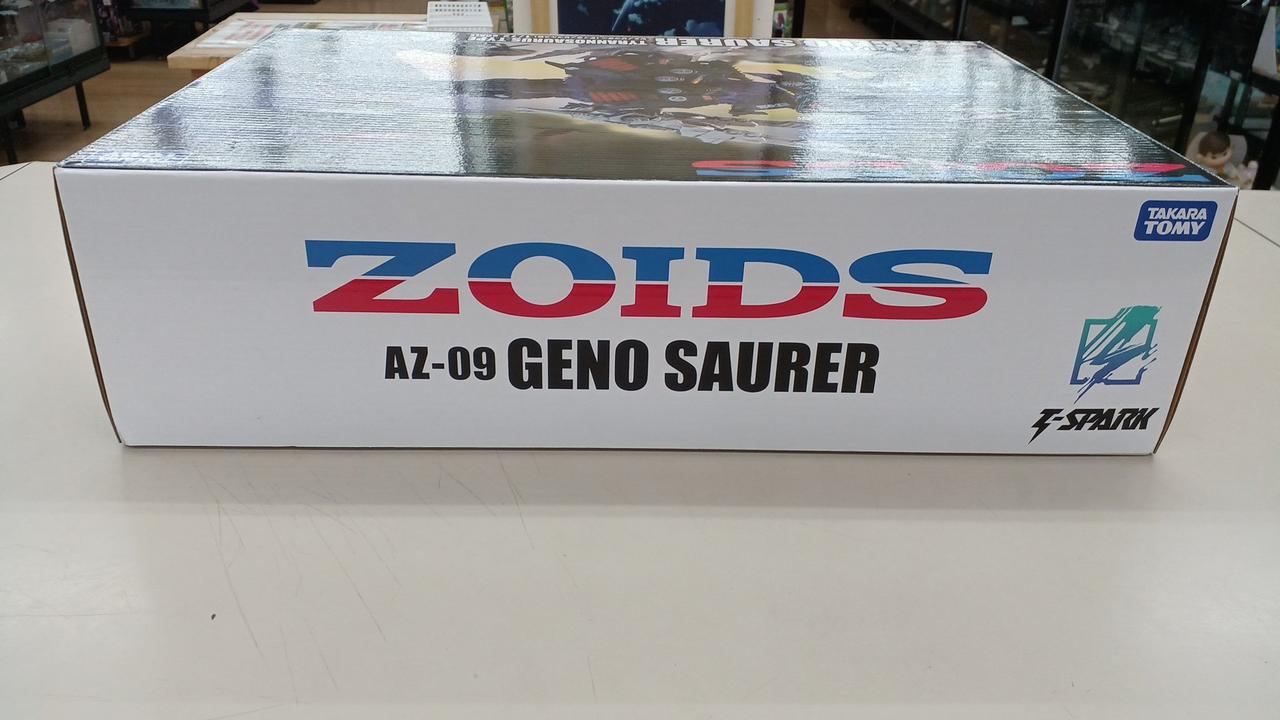 ZOIDS
AZ-09 GENO SAURER
TAKARA
TOMY
T-SPARK